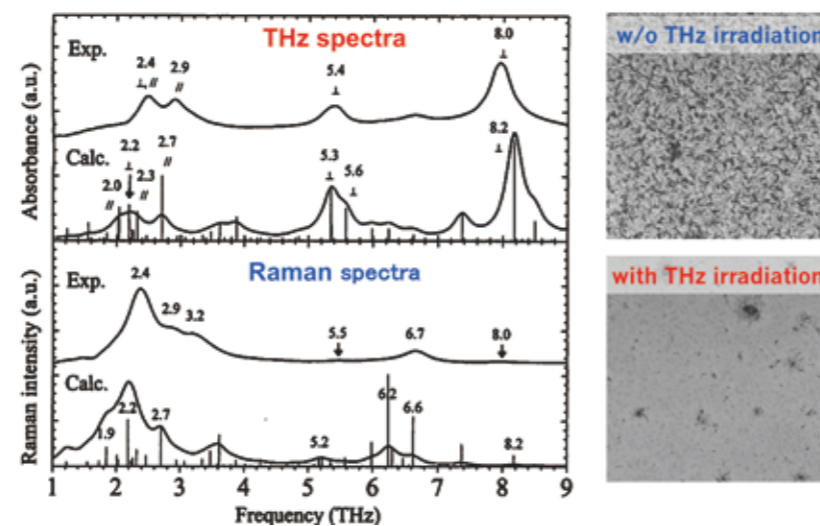 THz spectra
Exp.
2.4
⊥ //
2.9
//
5.4
⊥
8.0
⊥
Calc.
2.0
//
2.2
⊥
2.3
//
2.7
//
5.3
⊥
5.6
⊥
8.2
⊥
Absorbance (a.u.)
Raman spectra
Exp.
2.4
2.9
3.2
5.5
6.7
8.0
Calc.
1.9
2.2
2.7
5.2
6.2
6.6
8.2
Raman intensity (a.u.)
1 2 3 4 5 6 7 8 9
Frequency (THz)
w/o THz irradiation
with THz irradiation